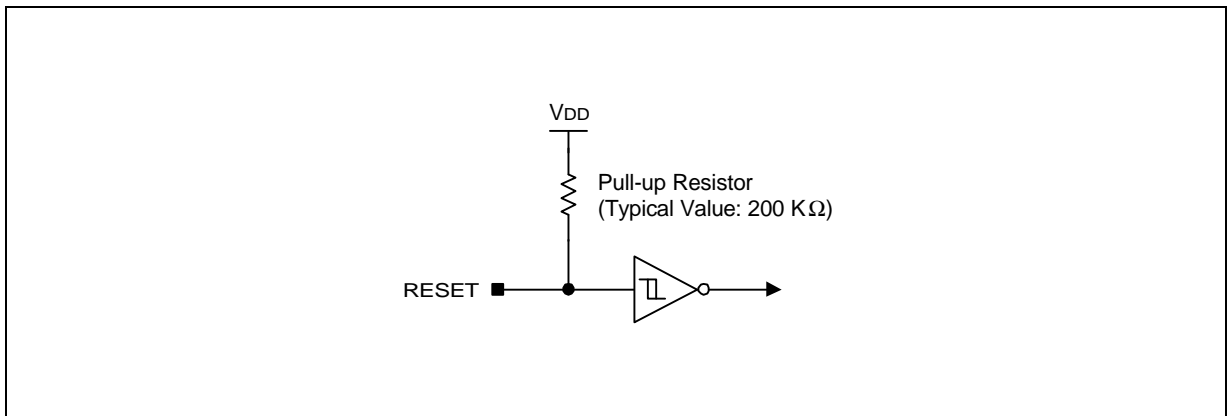 VDD
Pull-up Resistor
(Typical Value: 200 KΩ)
RESET